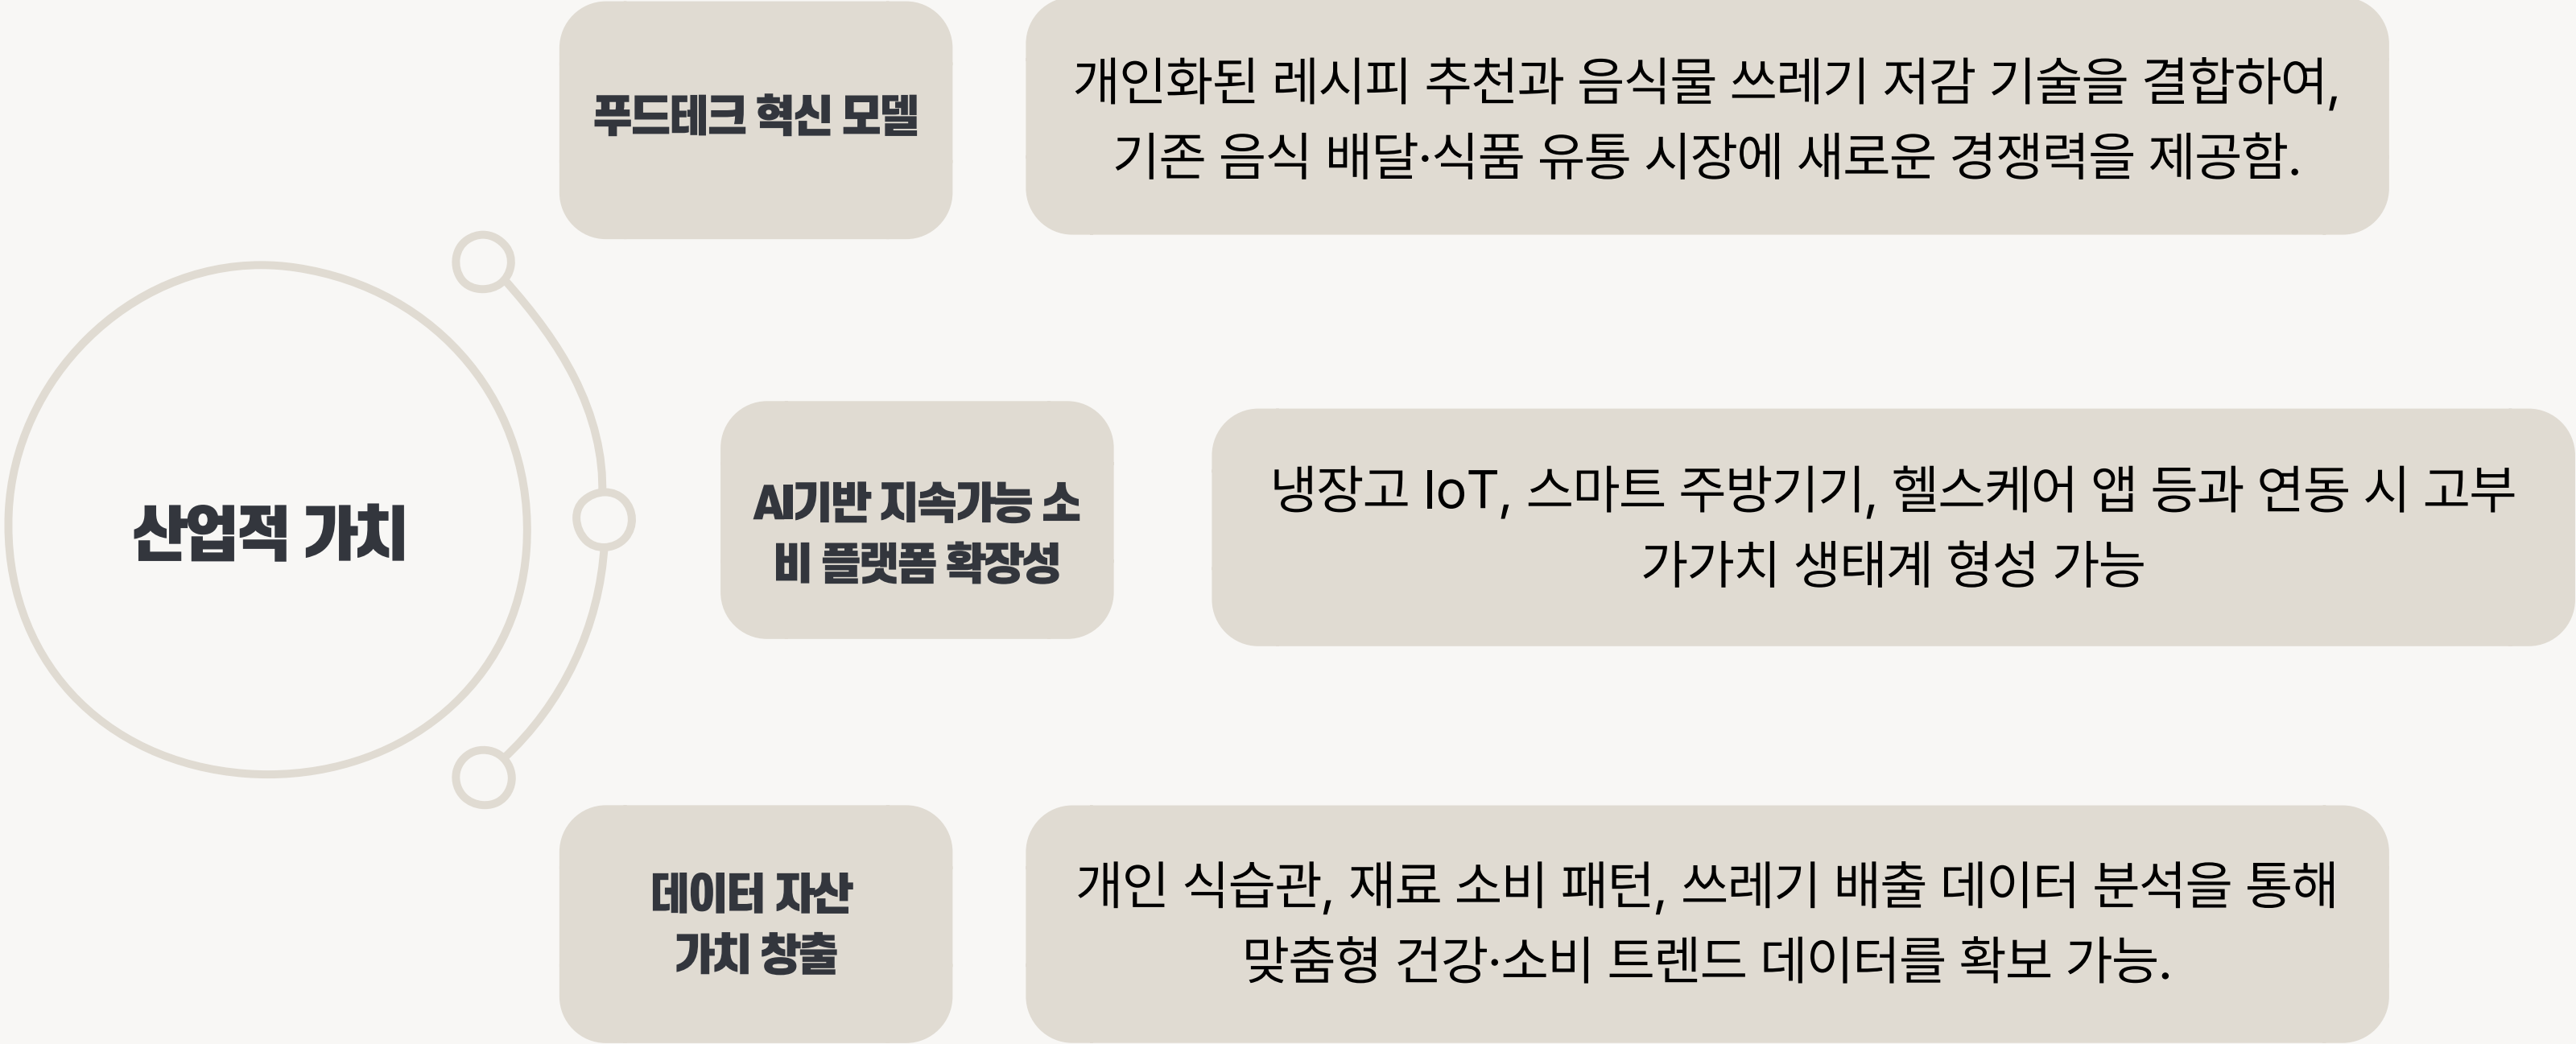 푸드테크 혁신 모델
개인화된 레시피 추천과 음식물 쓰레기 저감 기술을 결합하여,
기존 음식 배달·식품 유통 시장에 새로운 경쟁력을 제공함.
산업적 가치
AI기반 지속가능 소
비 플랫폼 확장성
냉장고 IoT, 스마트 주방기기, 헬스케어 앱 등과 연동 시 고부
가가치 생태계 형성 가능
데이터 자산
가치 창출
개인 식습관, 재료 소비 패턴, 쓰레기 배출 데이터 분석을 통해
맞춤형 건강·소비 트렌드 데이터를 확보 가능.